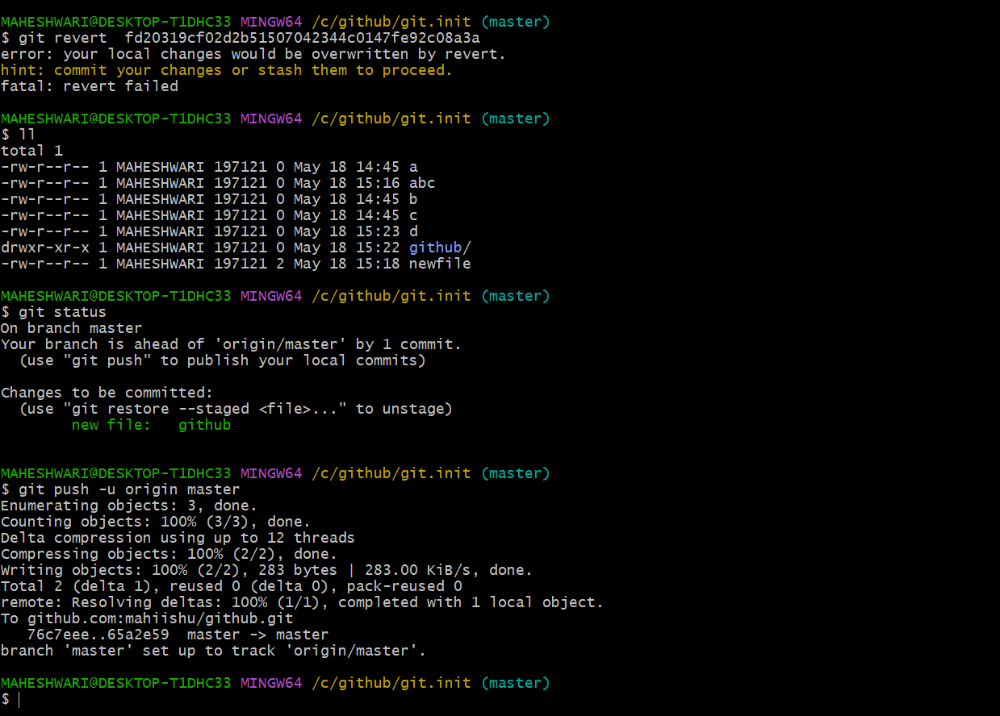 MAHESHWARI@DESKTOP-T1DHC33 MINGW64 /c/github/git.init (master)
$ git revert  fd20319cf02d2b51507042344c0147fe92c08a3a
error: your local changes would be overwritten by revert.
hint: commit your changes or stash them to proceed.
fatal: revert failed

MAHESHWARI@DESKTOP-T1DHC33 MINGW64 /c/github/git.init (master)
$ ll
total 1
-rw-r--r-- 1 MAHESHWARI 197121 0 May 18 14:45 a
-rw-r--r-- 1 MAHESHWARI 197121 0 May 18 15:16 abc
-rw-r--r-- 1 MAHESHWARI 197121 0 May 18 14:45 b
-rw-r--r-- 1 MAHESHWARI 197121 0 May 18 14:45 c
-rw-r--r-- 1 MAHESHWARI 197121 0 May 18 15:23 d
drwxr-xr-x 1 MAHESHWARI 197121 0 May 18 15:22 github/
-rw-r--r-- 1 MAHESHWARI 197121 2 May 18 15:18 newfile

MAHESHWARI@DESKTOP-T1DHC33 MINGW64 /c/github/git.init (master)
$ git status
On branch master
Your branch is ahead of 'origin/master' by 1 commit.
  (use "git push" to publish your local commits)

Changes to be committed:
  (use "git restore --staged <file>..." to unstage)
        new file:   github

MAHESHWARI@DESKTOP-T1DHC33 MINGW64 /c/github/git.init (master)
$ git push -u origin master
Enumerating objects: 3, done.
Counting objects: 100% (3/3), done.
Delta compression using up to 12 threads
Compressing objects: 100% (2/2), done.
Writing objects: 100% (2/2), 283 bytes | 283.00 KiB/s, done.
Total 2 (delta 1), reused 0 (delta 0), pack-reused 0
remote: Resolving deltas: 100% (1/1), completed with 1 local object.
To github.com:mahiishu/github.git
   76c7eee..65a2e59  master -> master
branch 'master' set up to track 'origin/master'.

MAHESHWARI@DESKTOP-T1DHC33 MINGW64 /c/github/git.init (master)
$